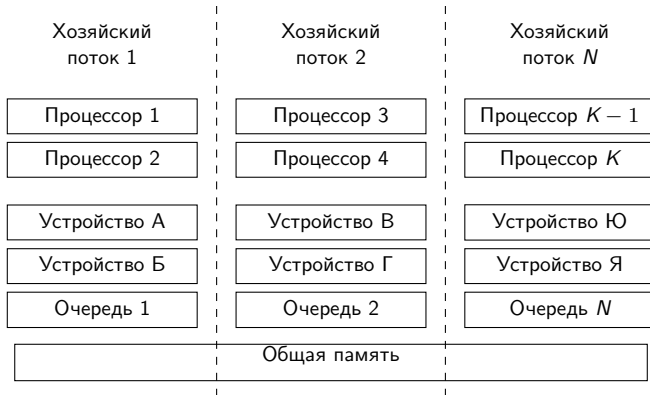 Хозяйский
поток 1
Хозяйский
поток 2
Хозяйский
поток N
Процессор 1
Процессор 3
Процессор K − 1
Процессор 2
Процессор 4
Процессор K
Устройство А
Устройство В
Устройство Ю
Устройство Б
Устройство Г
Устройство Я
Очередь 1
Очередь 2
Очередь N
Общая память